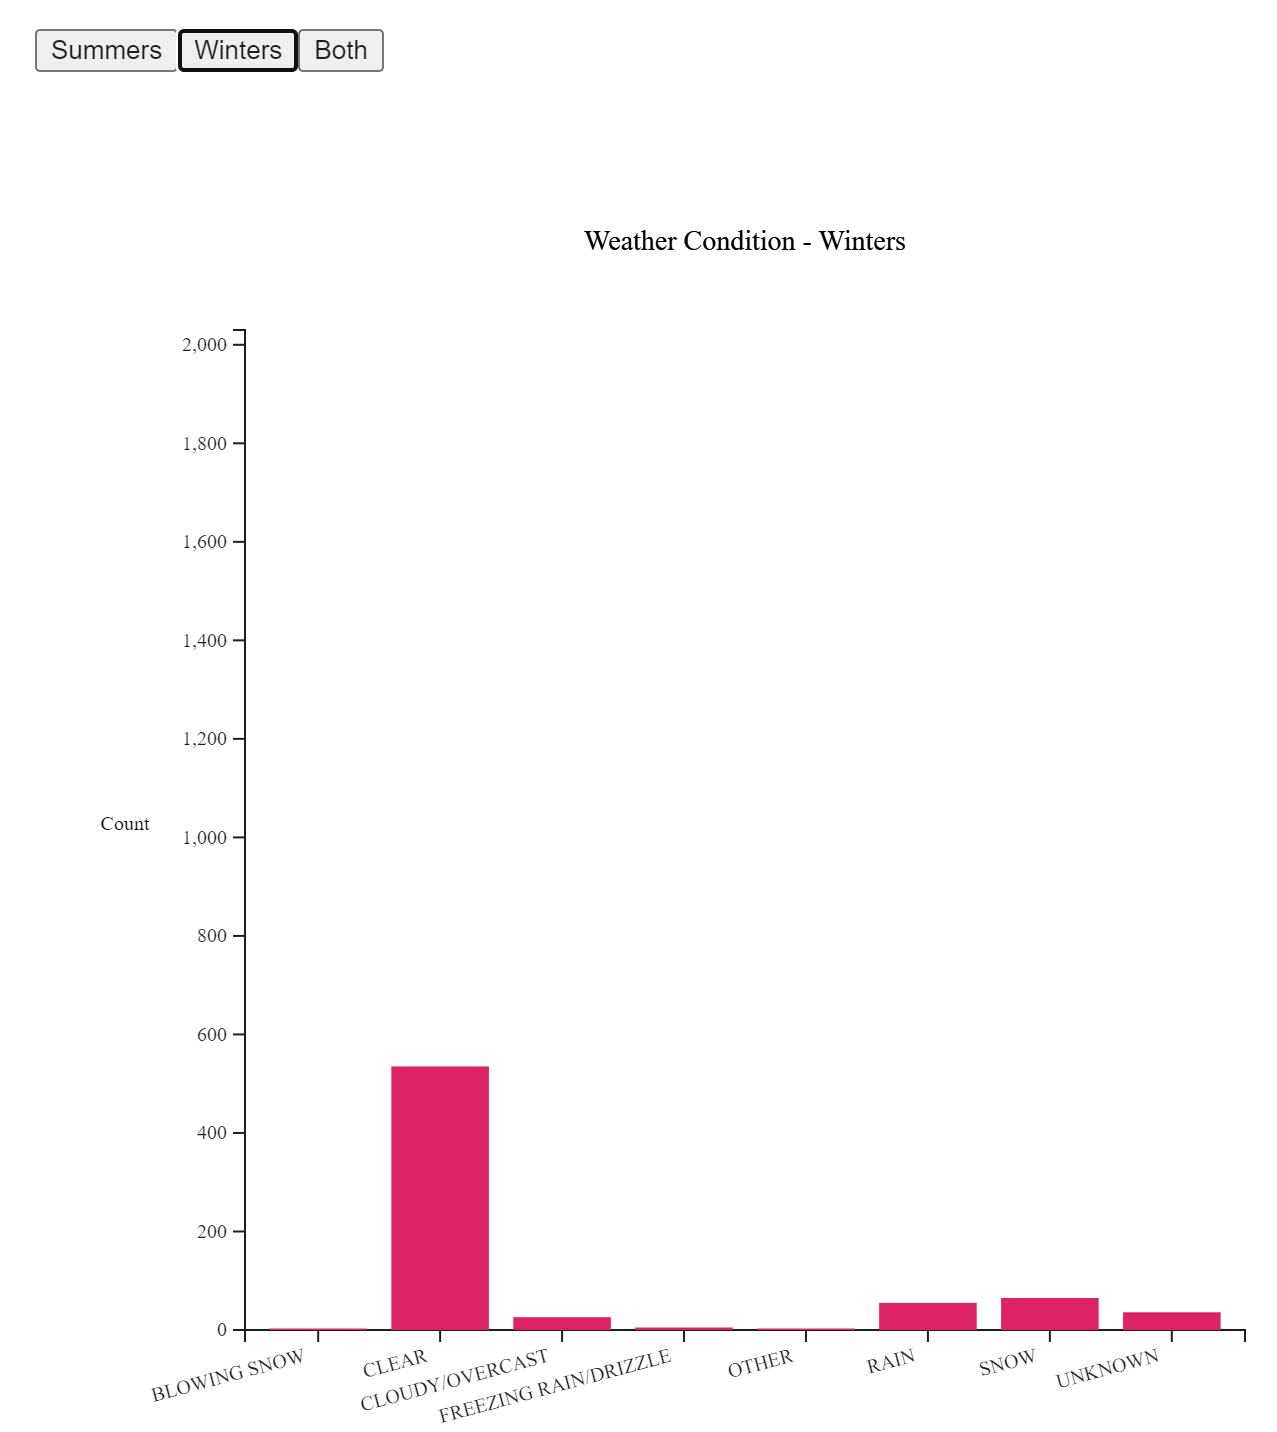 Summers Winters Both
Weather Condition - Winters
2,000
1,800
1,600
1,400
1,200
Count
1,000
800
600
400
200
0
BLOWING SNOW
CLEAR
CLOUDY/OVERCAST
FREEZING RAIN/DRIZZLE
OTHER
RAIN
SNOW
UNKNOWN